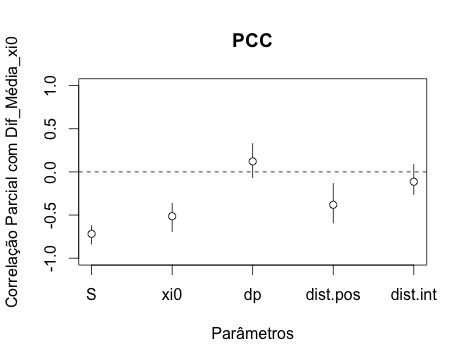 PCC
Correlação Parcial com Dif_Média_xi0
1.0
0.5
0.0
-0.5
-1.0
S xi0 dp dist.pos dist.int
Parâmetros